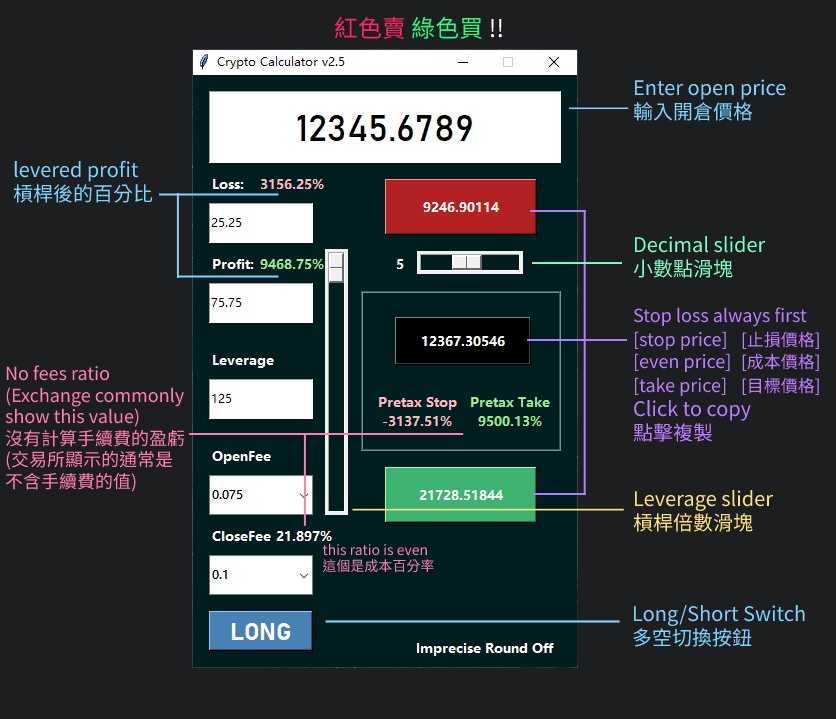 紅色賣 綠色買 !!
Crypto Calculator v2.5
12345.6789
Enter open price
輸入開倉價格
levered profit
槓桿後的百分比
Loss: 3156.25%
25.25
9246.90114
Profit: 9468.75%
75.75
5
Decimal slider
小數點滑塊
12367.30546
Stop loss always first
[stop price] [止損價格]
[even price] [成本價格]
[take price] [目標價格]
Click to copy
點擊複製
Leverage
125
Pretax Stop Pretax Take
-3137.51% 9500.13%
No fees ratio
(Exchange commonly
show this value)
沒有計算手續費的盈虧
(交易所顯示的通常是
不含手續費的值)
OpenFee
0.075
21728.51844
Leverage slider
槓桿倍數滑塊
CloseFee 21.897%
this ratio is even
這個是成本百分率
0.1
LONG
Long/Short Switch
多空切換按鈕
Imprecise Round Off